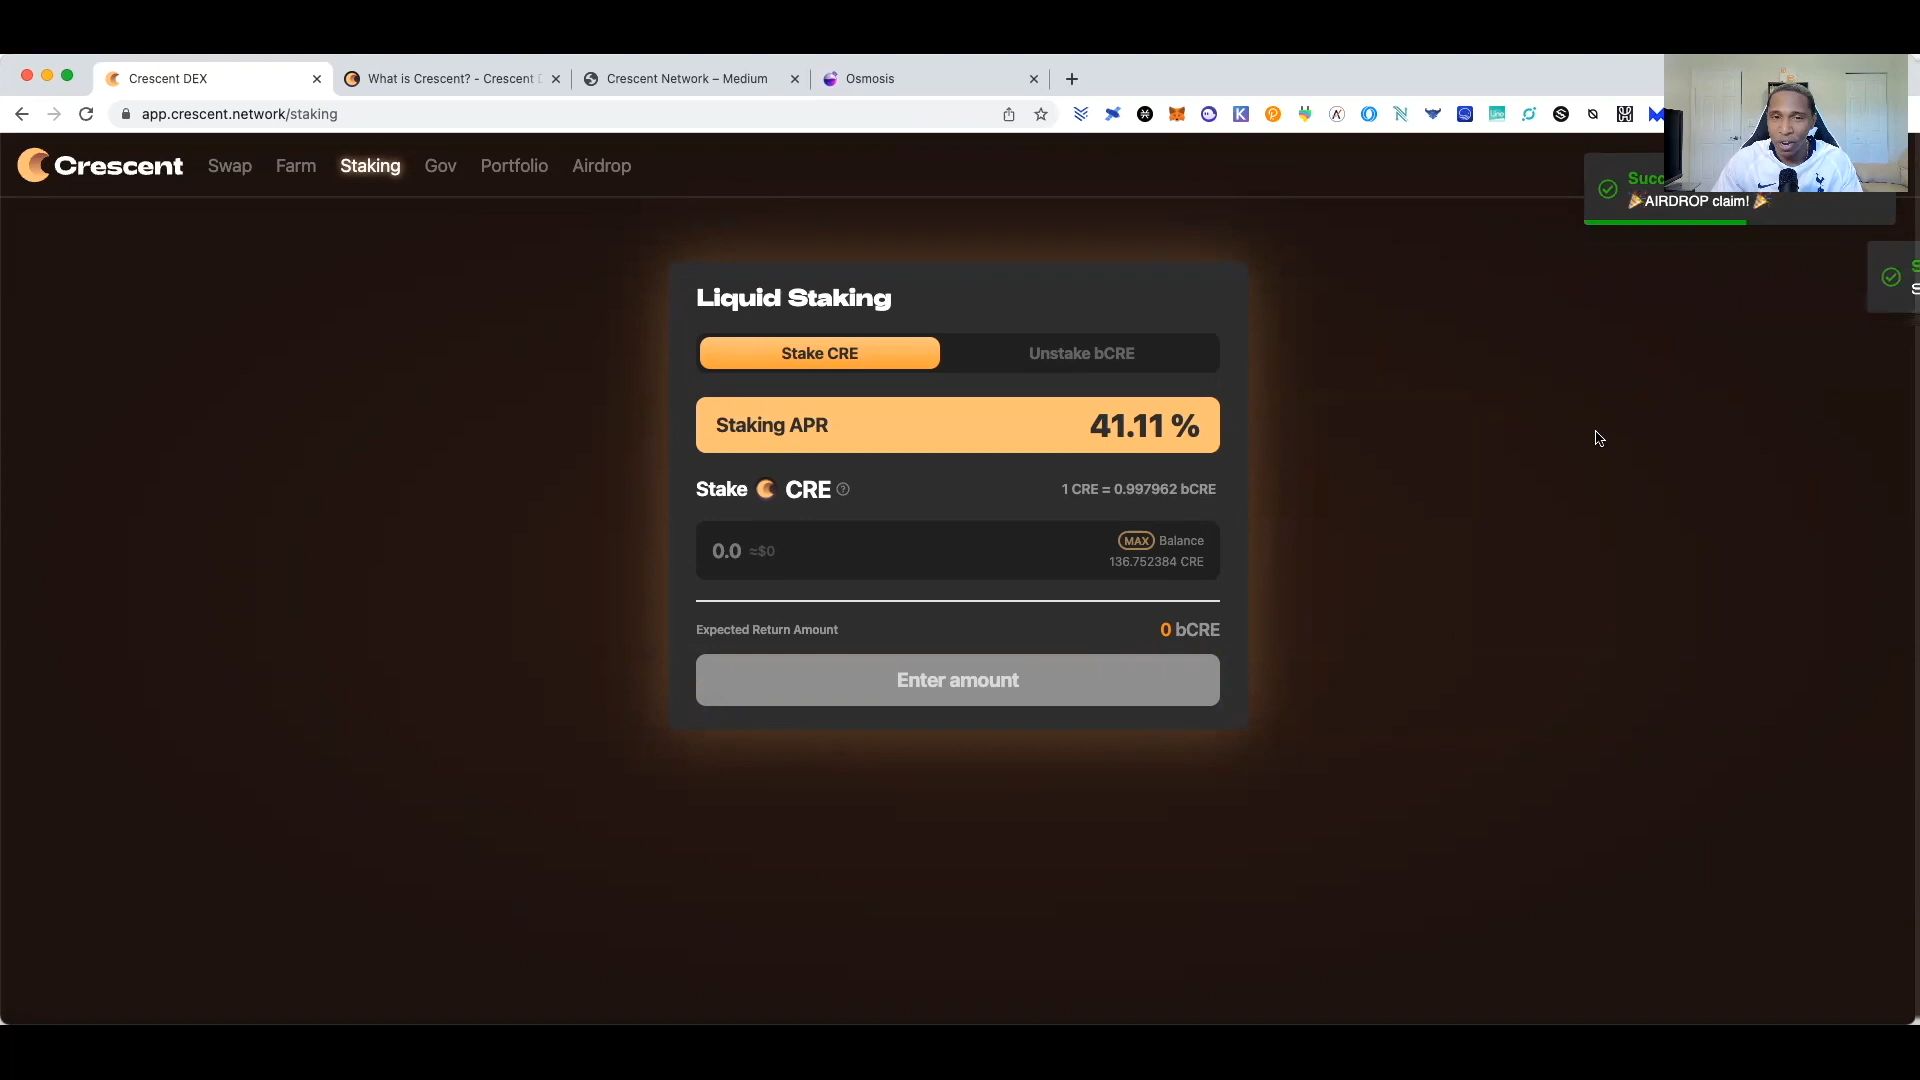 Crescent DEX
What is Crescent? - Crescent
Crescent Network – Medium
Osmosis
app.crescent.network/staking
Crescent
Swap
Farm
Staking
Gov
Portfolio
Airdrop
🎉AIRDROP claim! 🎉
Liquid Staking
Stake CRE
Unstake bCRE
Staking APR
41.11 %
Stake CRE
1 CRE = 0.997962 bCRE
0.0 ≈$0
MAX Balance
136.752384 CRE
Expected Return Amount
0 bCRE
Enter amount